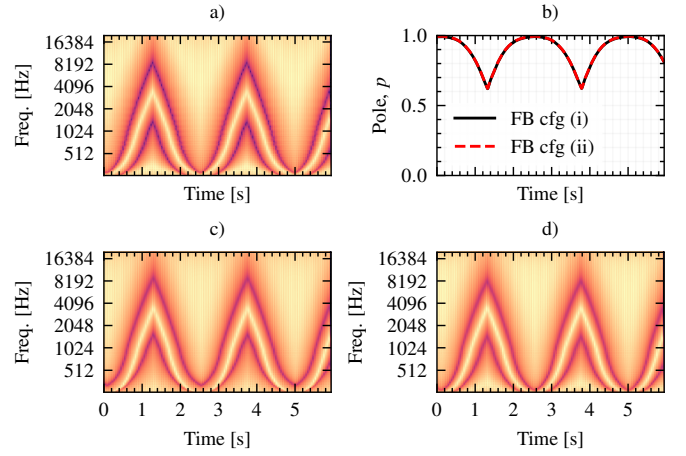 a)
Freq. [Hz]
16384
8192
4096
2048
1024
512
Time [s]
b)
Pole, p
1.0
0.5
0.0
FB cfg (i)
FB cfg (ii)
Time [s]
c)
Freq. [Hz]
16384
8192
4096
2048
1024
512
0 1 2 3 4 5
Time [s]
d)
Freq. [Hz]
16384
8192
4096
2048
1024
512
0 1 2 3 4 5
Time [s]